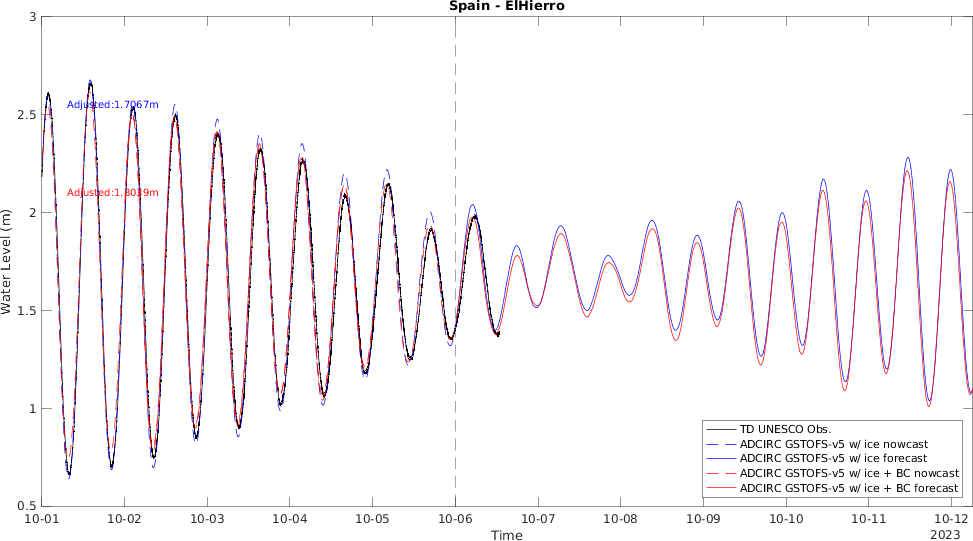 Spain - ElHierro
3
2.5
2
1.5
1
0.5
Water Level (m)
Adjusted:1.7067m
Adjusted:1.8039m
TD UNESCO Obs.
ADCIRC GSTOFS-v5 w/ ice nowcast
ADCIRC GSTOFS-v5 w/ ice forecast
ADCIRC GSTOFS-v5 w/ ice + BC nowcast
ADCIRC GSTOFS-v5 w/ ice + BC forecast
10-01 10-02 10-03 10-04 10-05 10-06 10-07 10-08 10-09 10-10 10-11 10-12
2023
Time